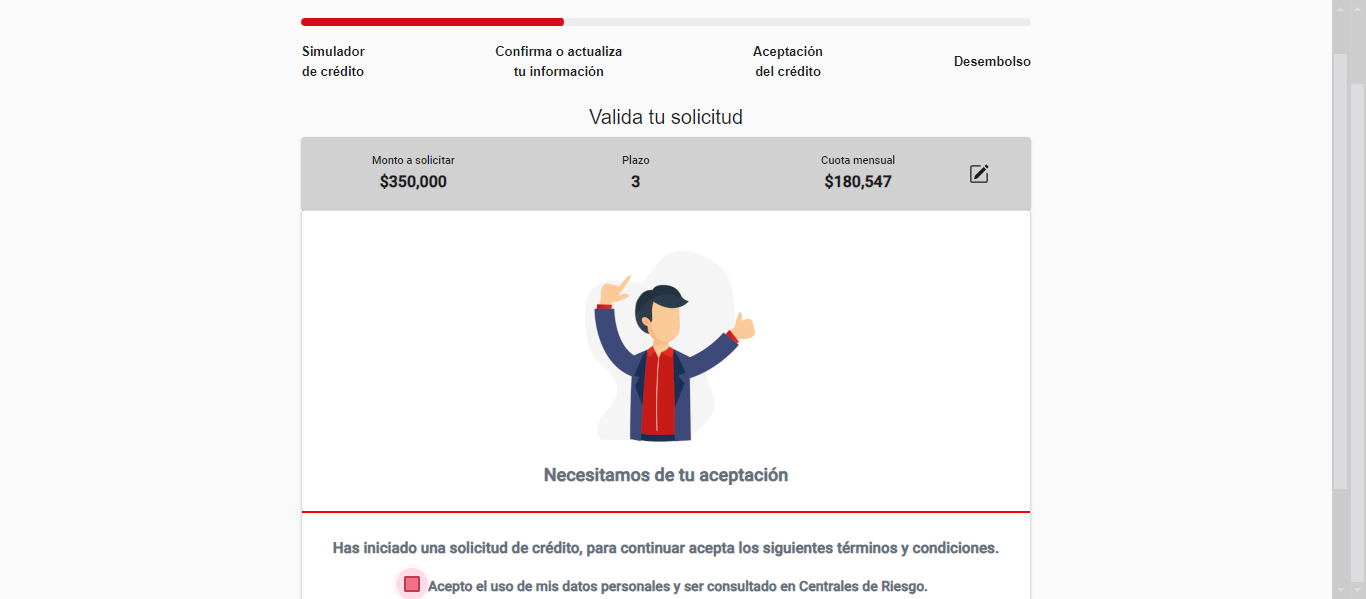 Simulador
de crédito
Confirma o actualiza
tu información
Aceptación
del crédito
Desembolso
Valida tu solicitud
Monto a solicitar
$350,000
Plazo
3
Cuota mensual
$180,547
Necesitamos de tu aceptación
Has iniciado una solicitud de crédito, para continuar acepta los siguientes términos y condiciones.
Acepto el uso de mis datos personales y ser consultado en Centrales de Riesgo.